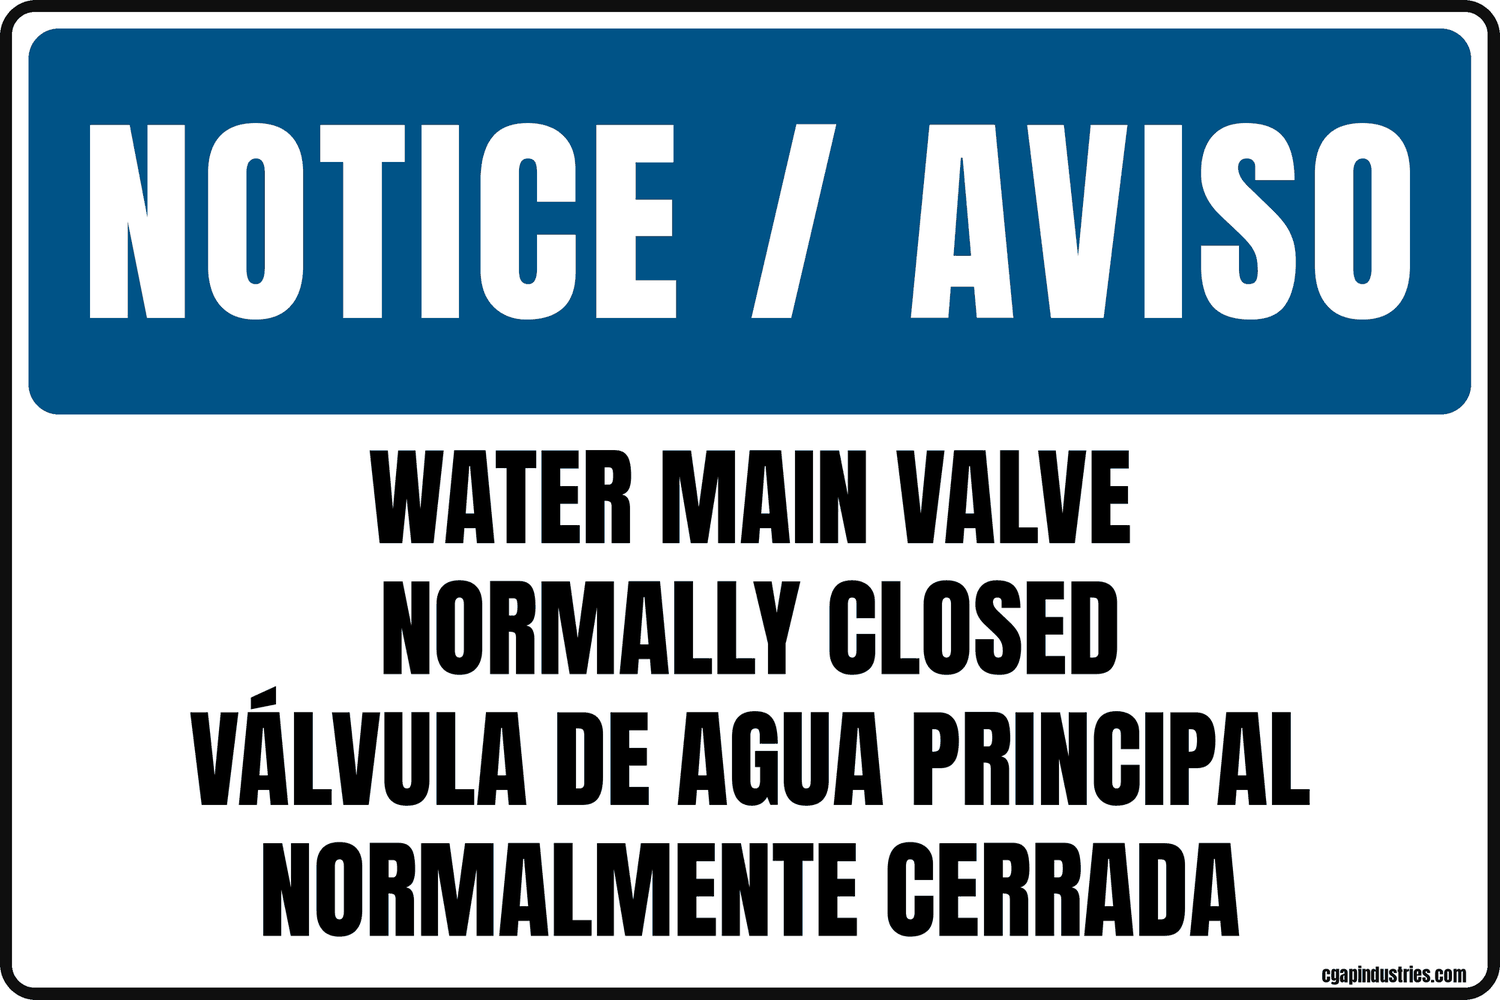 NOTICE / AVISO
WATER MAIN VALVE
NORMALLY CLOSED
VÁLVULA DE AGUA PRINCIPAL
NORMALMENTE CERRADA
cgapindustries.com